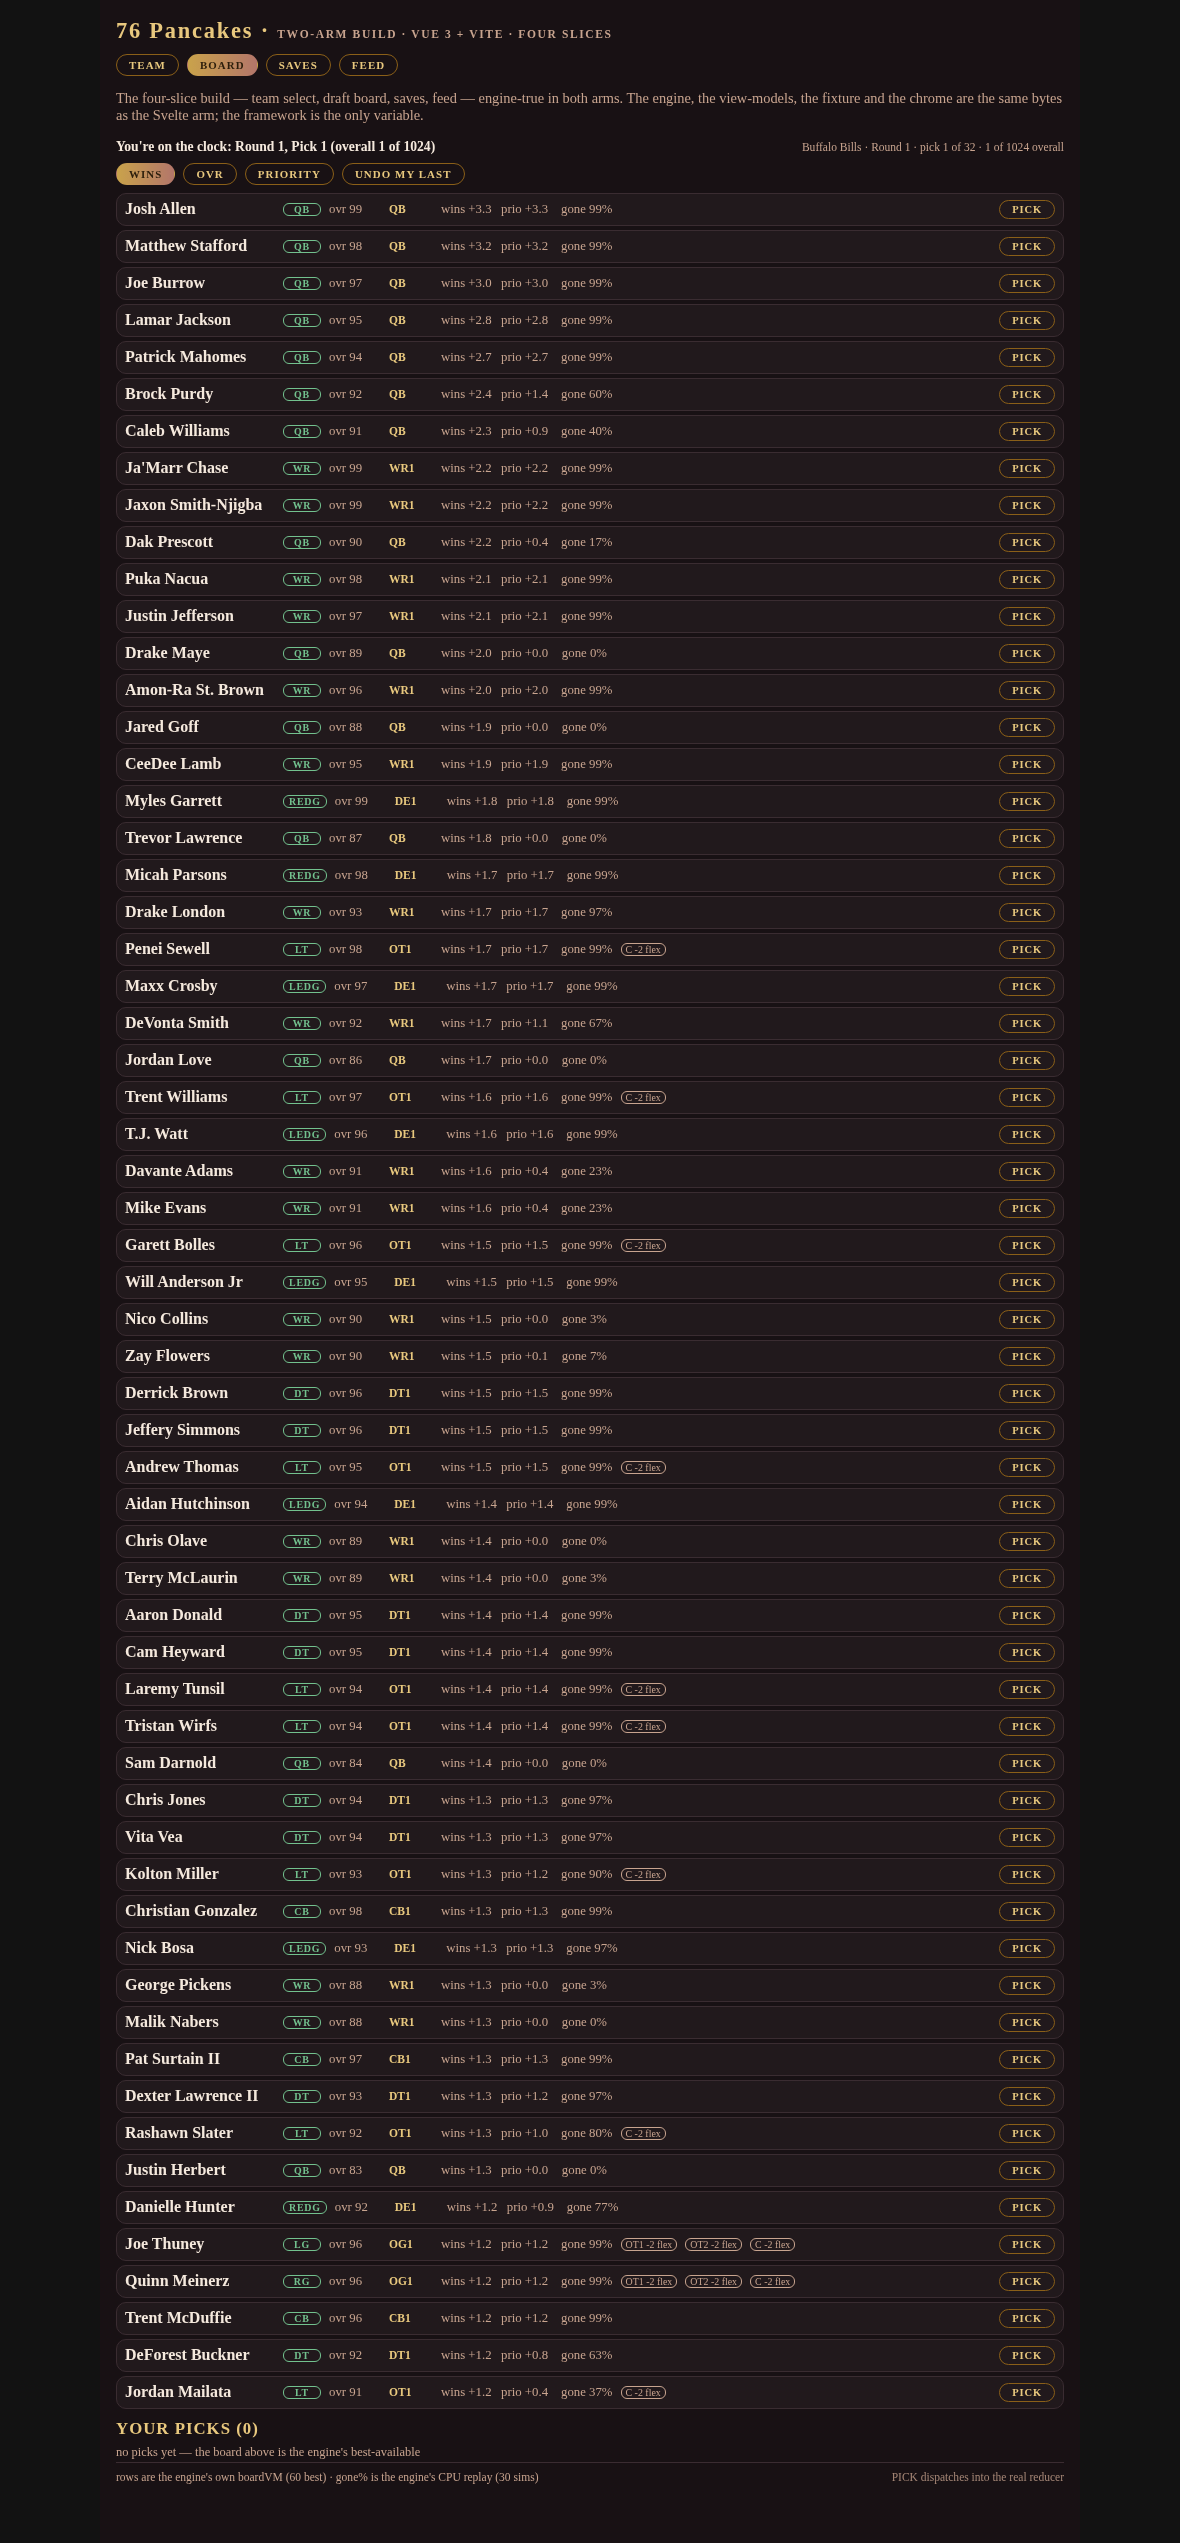 76 Pancakes · TWO-ARM BUILD · VUE 3 + VITE · FOUR SLICES
TEAM BOARD SAVES FEED
The four-slice build — team select, draft board, saves, feed — engine-true in both arms. The engine, the view-models, the fixture and the chrome are the same bytes
as the Svelte arm; the framework is the only variable.
You're on the clock: Round 1, Pick 1 (overall 1 of 1024) Buffalo Bills · Round 1 · pick 1 of 32 · 1 of 1024 overall
WINS OVR PRIORITY UNDO MY LAST
Josh Allen QB ovr 99 QB wins +3.3 prio +3.3 gone 99% PICK
Matthew Stafford QB ovr 98 QB wins +3.2 prio +3.2 gone 99% PICK
Joe Burrow QB ovr 97 QB wins +3.0 prio +3.0 gone 99% PICK
Lamar Jackson QB ovr 95 QB wins +2.8 prio +2.8 gone 99% PICK
Patrick Mahomes QB ovr 94 QB wins +2.7 prio +2.7 gone 99% PICK
Brock Purdy QB ovr 92 QB wins +2.4 prio +1.4 gone 60% PICK
Caleb Williams QB ovr 91 QB wins +2.3 prio +0.9 gone 40% PICK
Ja'Marr Chase WR ovr 99 WR1 wins +2.2 prio +2.2 gone 99% PICK
Jaxon Smith-Njigba WR ovr 99 WR1 wins +2.2 prio +2.2 gone 99% PICK
Dak Prescott QB ovr 90 QB wins +2.2 prio +0.4 gone 17% PICK
Puka Nacua WR ovr 98 WR1 wins +2.1 prio +2.1 gone 99% PICK
Justin Jefferson WR ovr 97 WR1 wins +2.1 prio +2.1 gone 99% PICK
Drake Maye QB ovr 89 QB wins +2.0 prio +0.0 gone 0% PICK
Amon-Ra St. Brown WR ovr 96 WR1 wins +2.0 prio +2.0 gone 99% PICK
Jared Goff QB ovr 88 QB wins +1.9 prio +0.0 gone 0% PICK
CeeDee Lamb WR ovr 95 WR1 wins +1.9 prio +1.9 gone 99% PICK
Myles Garrett REDG ovr 99 DE1 wins +1.8 prio +1.8 gone 99% PICK
Trevor Lawrence QB ovr 87 QB wins +1.8 prio +0.0 gone 0% PICK
Micah Parsons REDG ovr 98 DE1 wins +1.7 prio +1.7 gone 99% PICK
Drake London WR ovr 93 WR1 wins +1.7 prio +1.7 gone 97% PICK
Penei Sewell LT ovr 98 OT1 wins +1.7 prio +1.7 gone 99% C -2 flex PICK
Maxx Crosby LEDG ovr 97 DE1 wins +1.7 prio +1.7 gone 99% PICK
DeVonta Smith WR ovr 92 WR1 wins +1.7 prio +1.1 gone 67% PICK
Jordan Love QB ovr 86 QB wins +1.7 prio +0.0 gone 0% PICK
Trent Williams LT ovr 97 OT1 wins +1.6 prio +1.6 gone 99% C -2 flex PICK
T.J. Watt LEDG ovr 96 DE1 wins +1.6 prio +1.6 gone 99% PICK
Davante Adams WR ovr 91 WR1 wins +1.6 prio +0.4 gone 23% PICK
Mike Evans WR ovr 91 WR1 wins +1.6 prio +0.4 gone 23% PICK
Garett Bolles LT ovr 96 OT1 wins +1.5 prio +1.5 gone 99% C -2 flex PICK
Will Anderson Jr LEDG ovr 95 DE1 wins +1.5 prio +1.5 gone 99% PICK
Nico Collins WR ovr 90 WR1 wins +1.5 prio +0.0 gone 3% PICK
Zay Flowers WR ovr 90 WR1 wins +1.5 prio +0.1 gone 7% PICK
Derrick Brown DT ovr 96 DT1 wins +1.5 prio +1.5 gone 99% PICK
Jeffery Simmons DT ovr 96 DT1 wins +1.5 prio +1.5 gone 99% PICK
Andrew Thomas LT ovr 95 OT1 wins +1.5 prio +1.5 gone 99% C -2 flex PICK
Aidan Hutchinson LEDG ovr 94 DE1 wins +1.4 prio +1.4 gone 99% PICK
Chris Olave WR ovr 89 WR1 wins +1.4 prio +0.0 gone 0% PICK
Terry McLaurin WR ovr 89 WR1 wins +1.4 prio +0.0 gone 3% PICK
Aaron Donald DT ovr 95 DT1 wins +1.4 prio +1.4 gone 99% PICK
Cam Heyward DT ovr 95 DT1 wins +1.4 prio +1.4 gone 99% PICK
Laremy Tunsil LT ovr 94 OT1 wins +1.4 prio +1.4 gone 99% C -2 flex PICK
Tristan Wirfs LT ovr 94 OT1 wins +1.4 prio +1.4 gone 99% C -2 flex PICK
Sam Darnold QB ovr 84 QB wins +1.4 prio +0.0 gone 0% PICK
Chris Jones DT ovr 94 DT1 wins +1.3 prio +1.3 gone 97% PICK
Vita Vea DT ovr 94 DT1 wins +1.3 prio +1.3 gone 97% PICK
Kolton Miller LT ovr 93 OT1 wins +1.3 prio +1.2 gone 90% C -2 flex PICK
Christian Gonzalez CB ovr 98 CB1 wins +1.3 prio +1.3 gone 99% PICK
Nick Bosa LEDG ovr 93 DE1 wins +1.3 prio +1.3 gone 97% PICK
George Pickens WR ovr 88 WR1 wins +1.3 prio +0.0 gone 3% PICK
Malik Nabers WR ovr 88 WR1 wins +1.3 prio +0.0 gone 0% PICK
Pat Surtain II CB ovr 97 CB1 wins +1.3 prio +1.3 gone 99% PICK
Dexter Lawrence II DT ovr 93 DT1 wins +1.3 prio +1.2 gone 97% PICK
Rashawn Slater LT ovr 92 OT1 wins +1.3 prio +1.0 gone 80% C -2 flex PICK
Justin Herbert QB ovr 83 QB wins +1.3 prio +0.0 gone 0% PICK
Danielle Hunter REDG ovr 92 DE1 wins +1.2 prio +0.9 gone 77% PICK
Joe Thuney LG ovr 96 OG1 wins +1.2 prio +1.2 gone 99% OT1 -2 flex OT2 -2 flex C -2 flex PICK
Quinn Meinerz RG ovr 96 OG1 wins +1.2 prio +1.2 gone 99% OT1 -2 flex OT2 -2 flex C -2 flex PICK
Trent McDuffie CB ovr 96 CB1 wins +1.2 prio +1.2 gone 99% PICK
DeForest Buckner DT ovr 92 DT1 wins +1.2 prio +0.8 gone 63% PICK
Jordan Mailata LT ovr 91 OT1 wins +1.2 prio +0.4 gone 37% C -2 flex PICK
YOUR PICKS (0)
no picks yet — the board above is the engine's best-available
rows are the engine's own boardVM (60 best) · gone% is the engine's CPU replay (30 sims) PICK dispatches into the real reducer